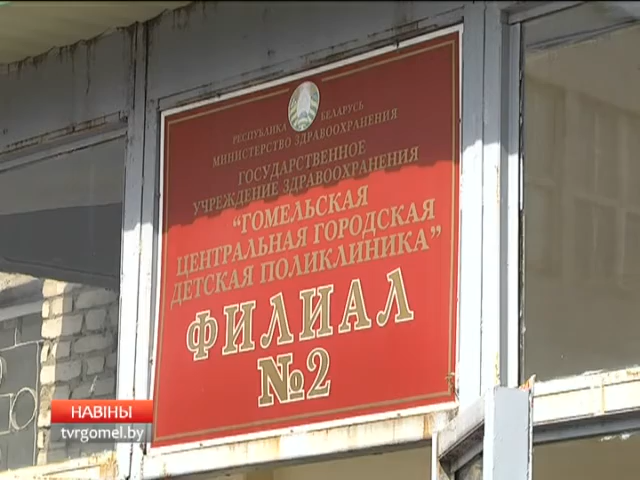 РЕСПУБЛИКА БЕЛАРУСЬ
МИНИСТЕРСТВО ЗДРАВООХРАНЕНИЯ
ГОСУДАРСТВЕННОЕ
УЧРЕЖДЕНИЕ ЗДРАВООХРАНЕНИЯ
"ГОМЕЛЬСКАЯ
ЦЕНТРАЛЬНАЯ ГОРОДСКАЯ
ДЕТСКАЯ ПОЛИКЛИНИКА"
ФИЛИАЛ
№2
НАВІНЫ
tvrgomel.by